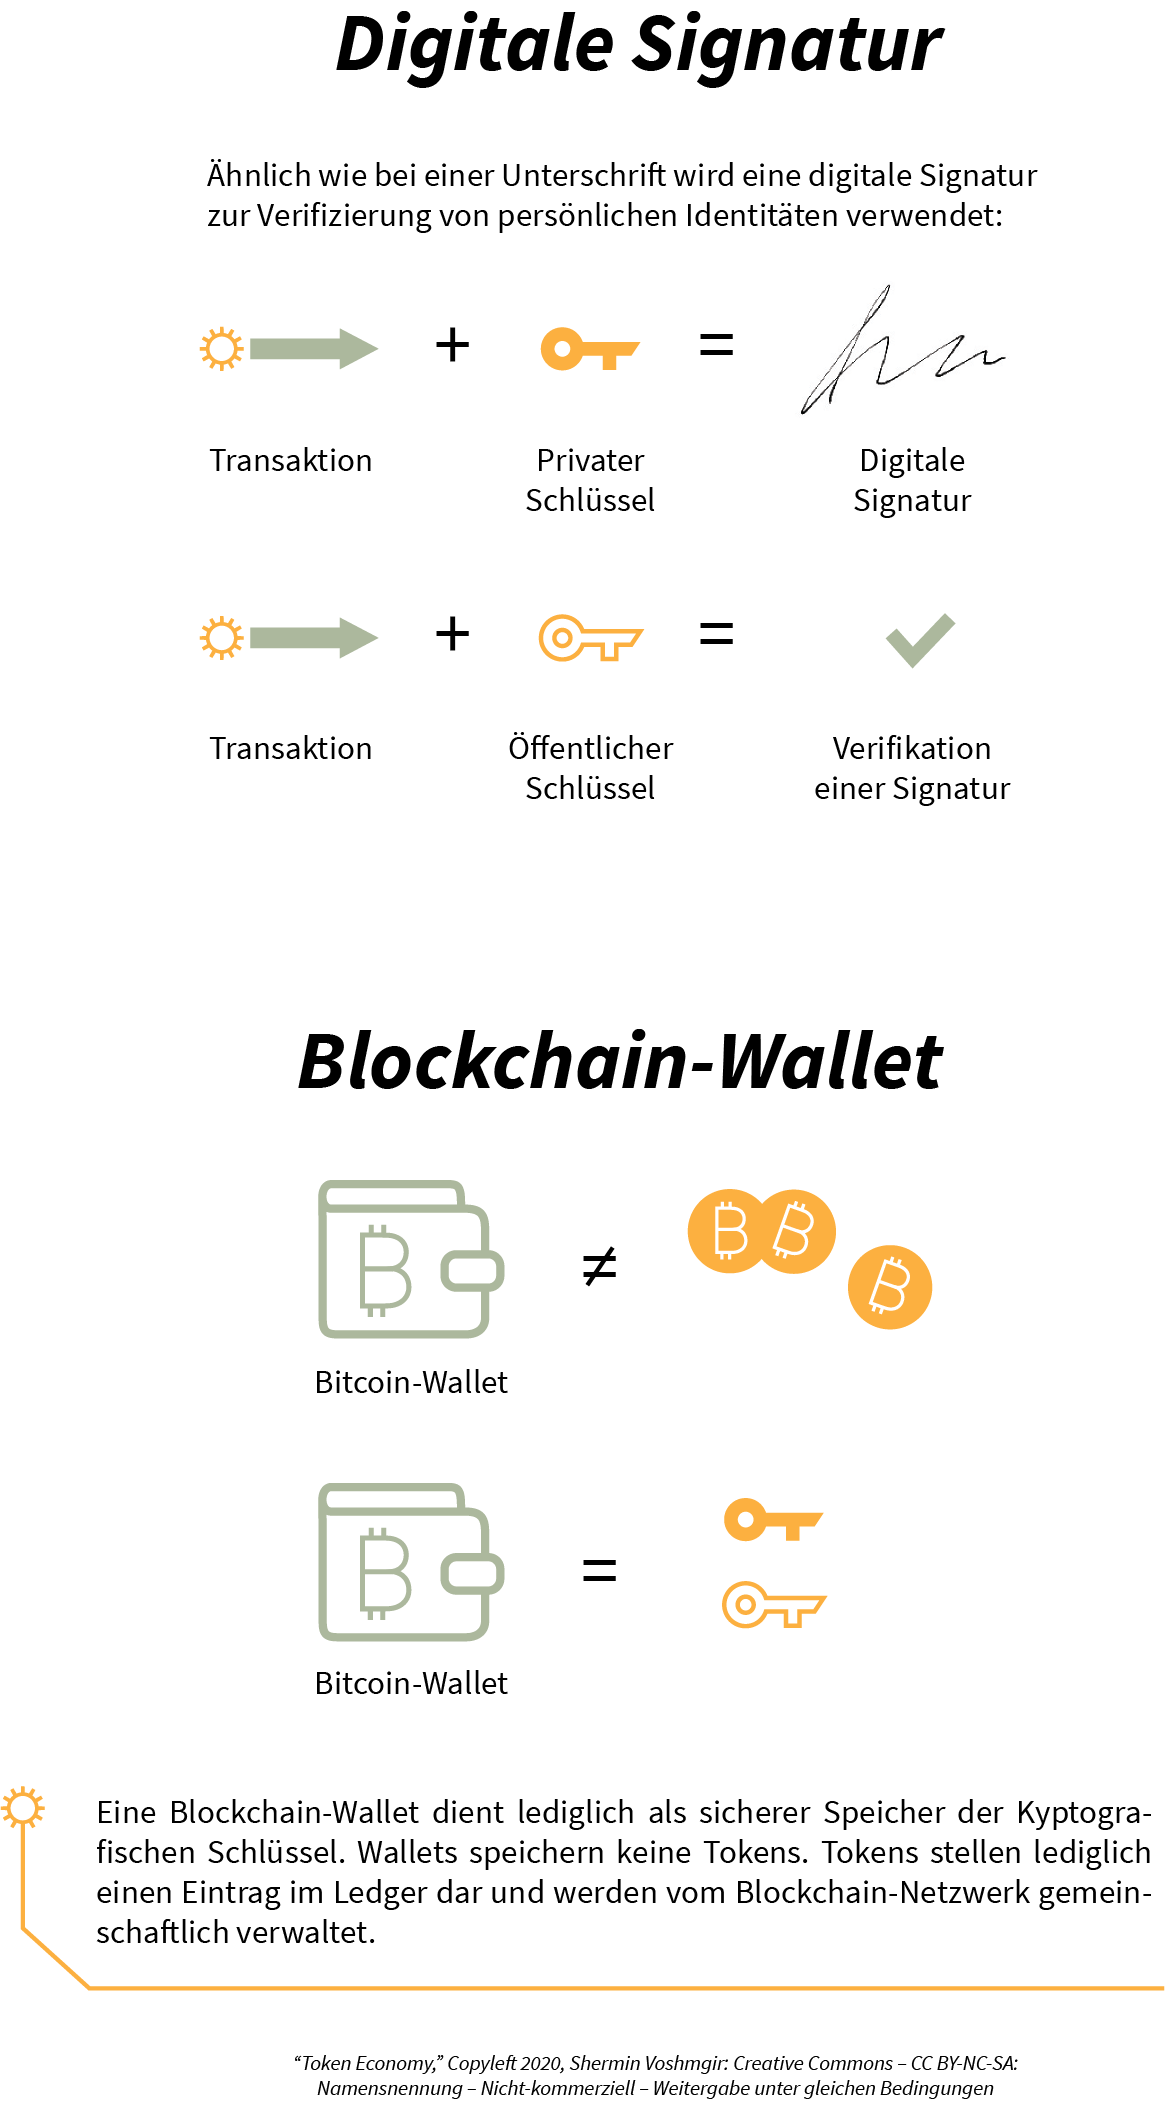 Digitale Signatur
Ähnlich wie bei einer Unterschrift wird eine digitale Signatur
zur Verifizierung von persönlichen Identitäten verwendet:
+ =
Transaktion Privater Digitale
Schlüssel Signatur
+ =
Transaktion Öffentlicher Verifikation
Schlüssel einer Signatur
Blockchain-Wallet
≠
Bitcoin-Wallet
=
Bitcoin-Wallet
Eine Blockchain-Wallet dient lediglich als sicherer Speicher der Kyptogra-
fischen Schlüssel. Wallets speichern keine Tokens. Tokens stellen lediglich
einen Eintrag im Ledger dar und werden vom Blockchain-Netzwerk gemein-
schaftlich verwaltet.
“Token Economy,” Copyleft 2020, Shermin Voshmgir: Creative Commons – CC BY-NC-SA:
Namensnennung – Nicht-kommerziell – Weitergabe unter gleichen Bedingungen